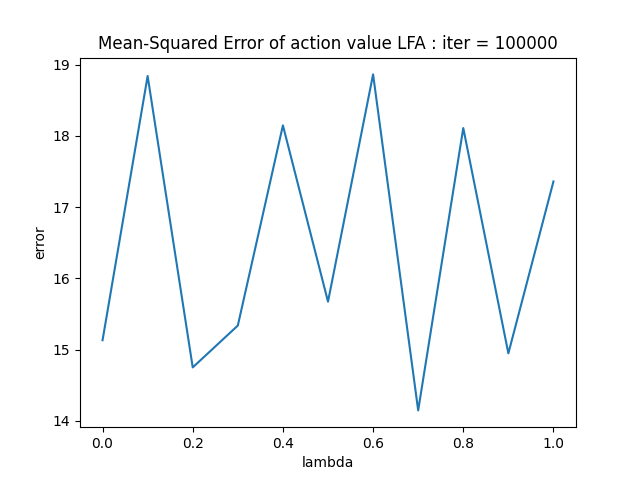 Mean-Squared Error of action value LFA : iter = 100000
19
18
17
16
15
14
error
0.0 0.2 0.4 0.6 0.8 1.0
lambda